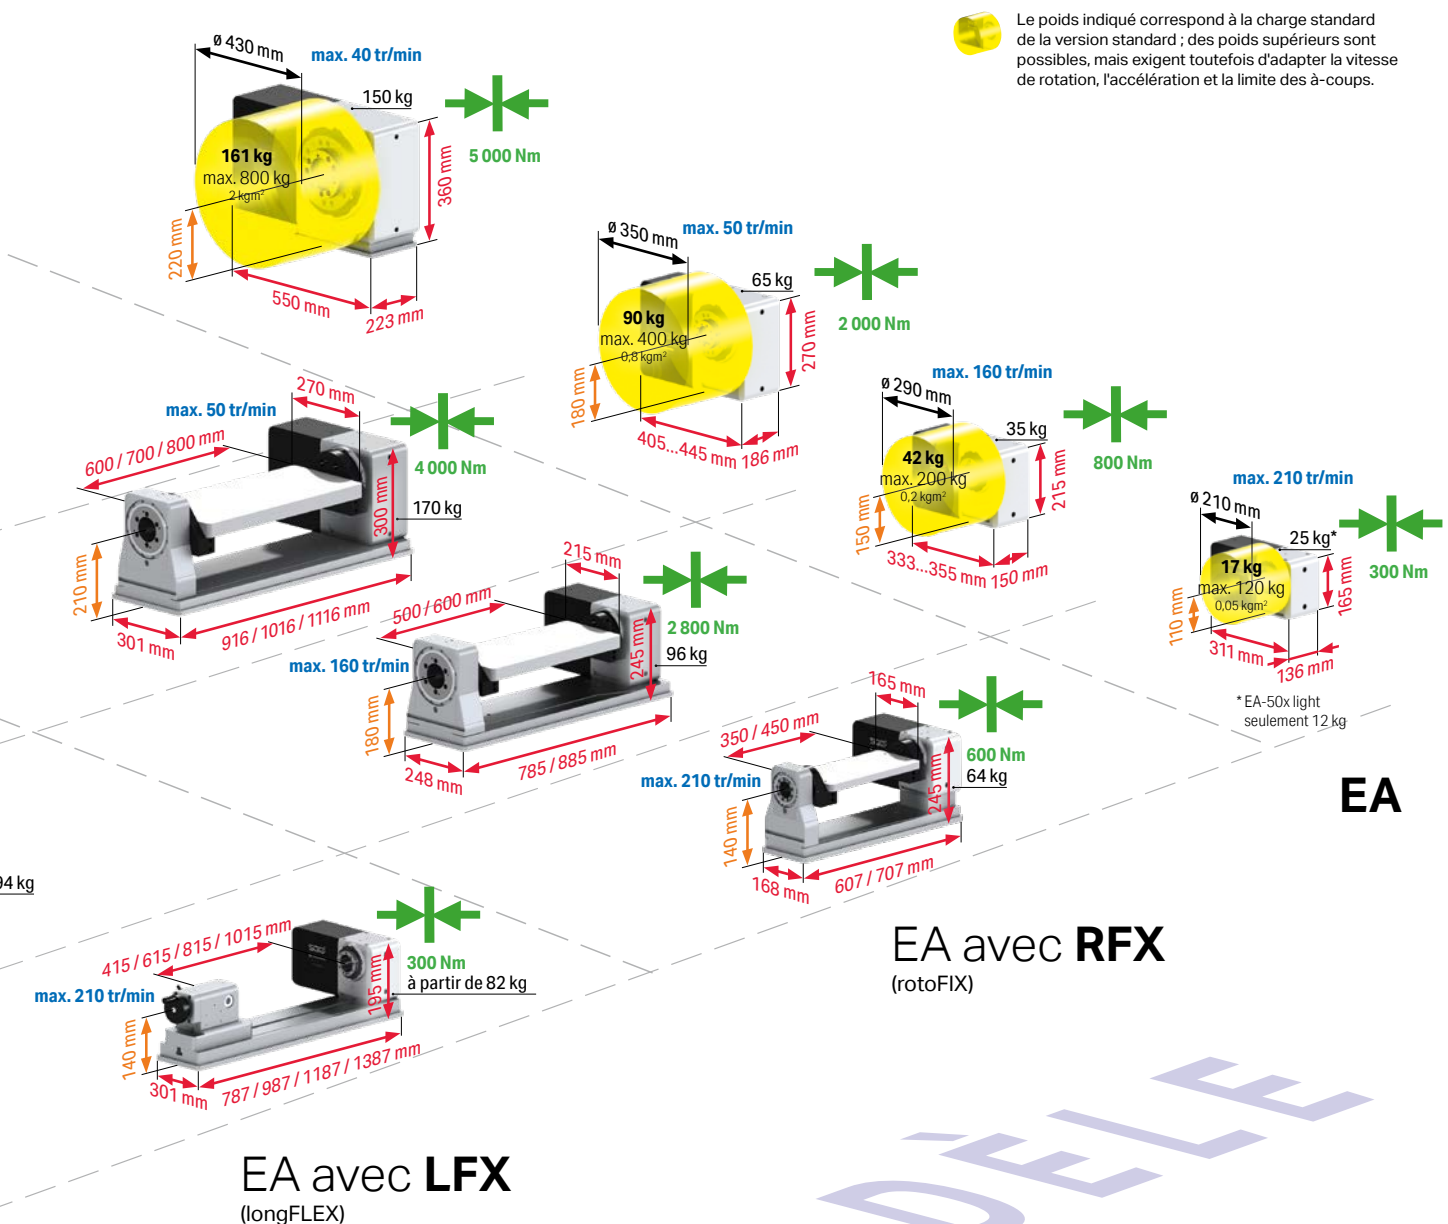 Le poids indiqué correspond à la charge standard
de la version standard ; des poids supérieurs sont
possibles, mais exigent toutefois d'adapter la vitesse
de rotation, l'accélération et la limite des à-coups.
ø 430 mm
max. 40 tr/min
150 kg
5 000 Nm
161 kg
max. 800 kg
2 kgm²
360 mm
220 mm
550 mm
223 mm
ø 350 mm
max. 50 tr/min
65 kg
2 000 Nm
90 kg
max. 400 kg
0,8 kgm²
270 mm
180 mm
405...445 mm
186 mm
ø 290 mm
max. 160 tr/min
35 kg
800 Nm
42 kg
max. 200 kg
0,2 kgm²
215 mm
150 mm
333...355 mm
150 mm
max. 210 tr/min
ø 210 mm
25 kg*
300 Nm
17 kg
max. 120 kg
0,05 kgm²
165 mm
110 mm
311 mm
136 mm
* EA-50x light
seulement 12 kg
EA
270 mm
max. 50 tr/min
600 / 700 / 800 mm
4 000 Nm
300 mm
170 kg
210 mm
301 mm
916 / 1016 / 1116 mm
215 mm
500 / 600 mm
2 800 Nm
max. 160 tr/min
245 mm
96 kg
180 mm
248 mm
785 / 885 mm
165 mm
350 / 450 mm
600 Nm
max. 210 tr/min
245 mm
64 kg
140 mm
168 mm
607 / 707 mm
EA avec RFX
(rotoFIX)
94 kg
415 / 615 / 815 / 1015 mm
300 Nm
max. 210 tr/min
195 mm
à partir de 82 kg
140 mm
301 mm
787 / 987 / 1187 / 1387 mm
EA avec LFX
(longFLEX)
DÈLE